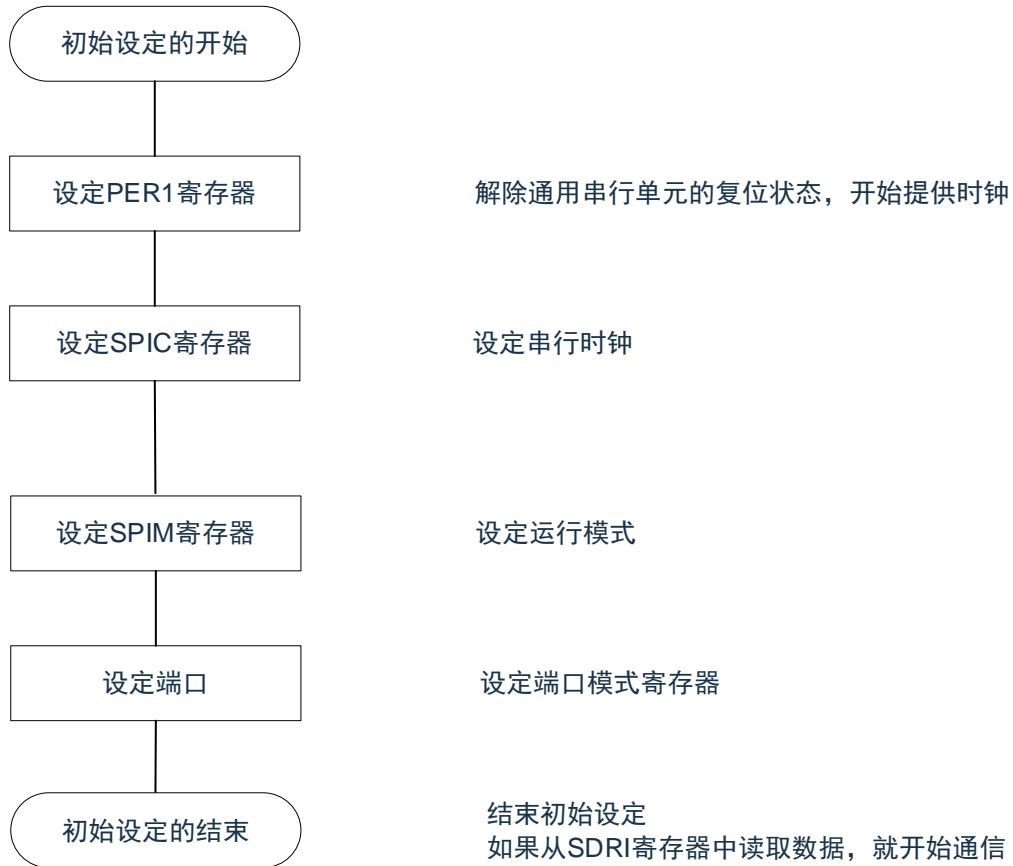 初始设定的开始
设定PER1寄存器
解除通用串行单元的复位状态，开始提供时钟
设定SPIC寄存器
设定串行时钟
设定SPIM寄存器
设定运行模式
设定端口
设定端口模式寄存器
初始设定的结束
结束初始设定
如果从SDRI寄存器中读取数据，就开始通信